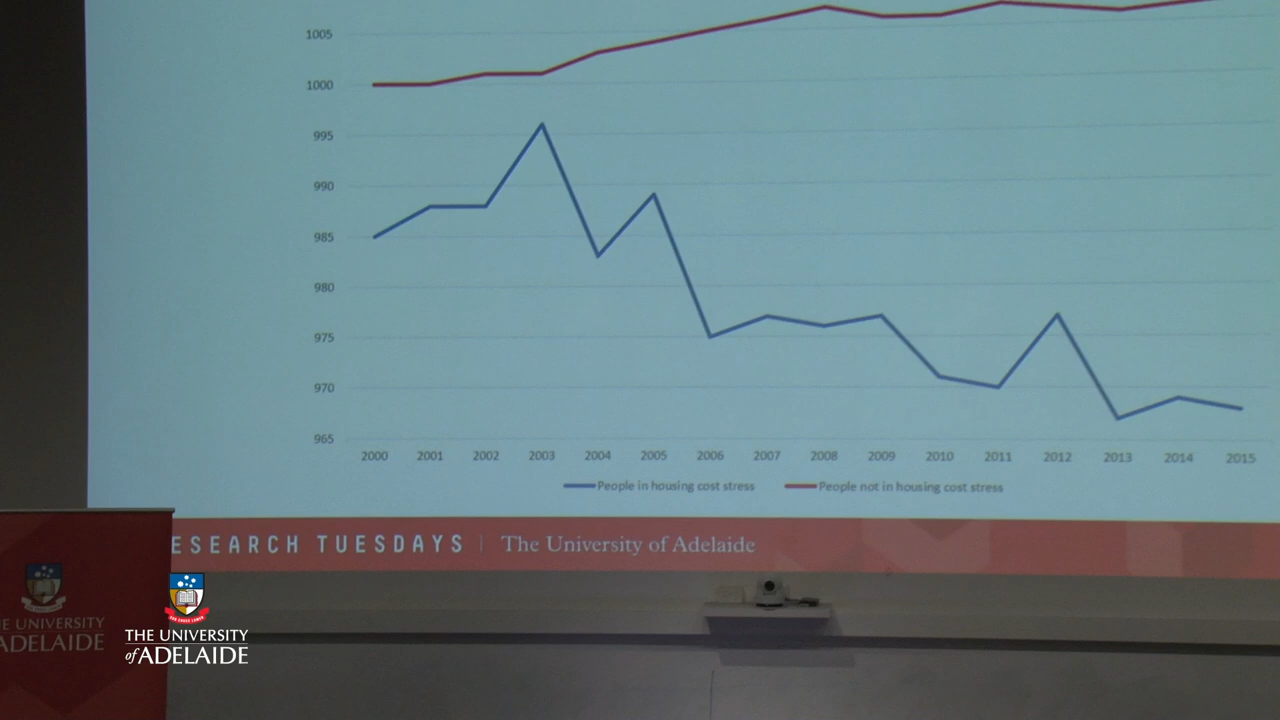 1005
1000
995
990
985
980
975
970
965
2000 2001 2002 2003 2004 2005 2006 2007 2008 2009 2010 2011 2012 2013 2014 2015
People in housing cost stress People not in housing cost stress
ESEARCH TUESDAYS | The University of Adelaide
HE UNIVERSITY
ADELAIDE
THE UNIVERSITY
of ADELAIDE